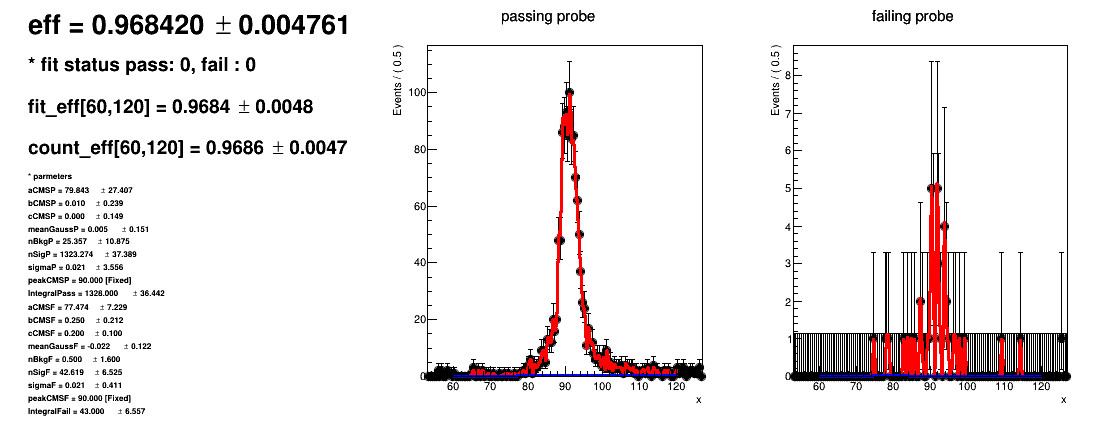 eff = 0.968420 ± 0.004761
* fit status pass: 0, fail : 0
fit_eff[60,120] = 0.9684 ± 0.0048
count_eff[60,120] = 0.9686 ± 0.0047
* parmeters
aCMSP = 79.843 ± 27.407
bCMSP = 0.010 ± 0.239
cCMSP = 0.000 ± 0.149
meanGaussP = 0.005 ± 0.151
nBkgP = 25.357 ± 10.875
nSigP = 1323.274 ± 37.389
sigmaP = 0.021 ± 3.556
peakCMSP = 90.000 [Fixed]
IntegralPass = 1328.000 ± 36.442
aCMSF = 77.474 ± 7.229
bCMSF = 0.250 ± 0.212
cCMSF = 0.200 ± 0.100
meanGaussF = -0.022 ± 0.122
nBkgF = 0.500 ± 1.600
nSigF = 42.619 ± 6.525
sigmaF = 0.021 ± 0.411
peakCMSF = 90.000 [Fixed]
IntegralFail = 43.000 ± 6.557
passing probe
Events / ( 0.5 )
100
80
60
40
20
0
60 70 80 90 100 110 120
x
failing probe
Events / ( 0.5 )
8
7
6
5
4
3
2
1
0
60 70 80 90 100 110 120
x